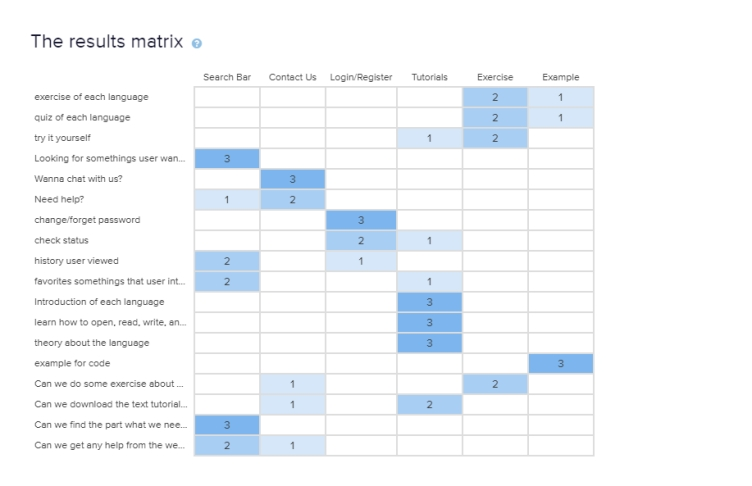 The results matrix ?
Search Bar Contact Us Login/Register Tutorials Exercise Example
exercise of each language 2 1
quiz of each language 2 1
try it yourself 1 2
Looking for somethings user wan... 3
Wanna chat with us? 3
Need help? 1 2
change/forget password 3
check status 2 1
history user viewed 2 1
favorites somethings that user int... 2 1
Introduction of each language 3
learn how to open, read, write, an... 3
theory about the language 3
example for code 3
Can we do some exercise about ... 1 2
Can we download the text tutorial... 1 2
Can we find the part what we nee... 3
Can we get any help from the we... 2 1